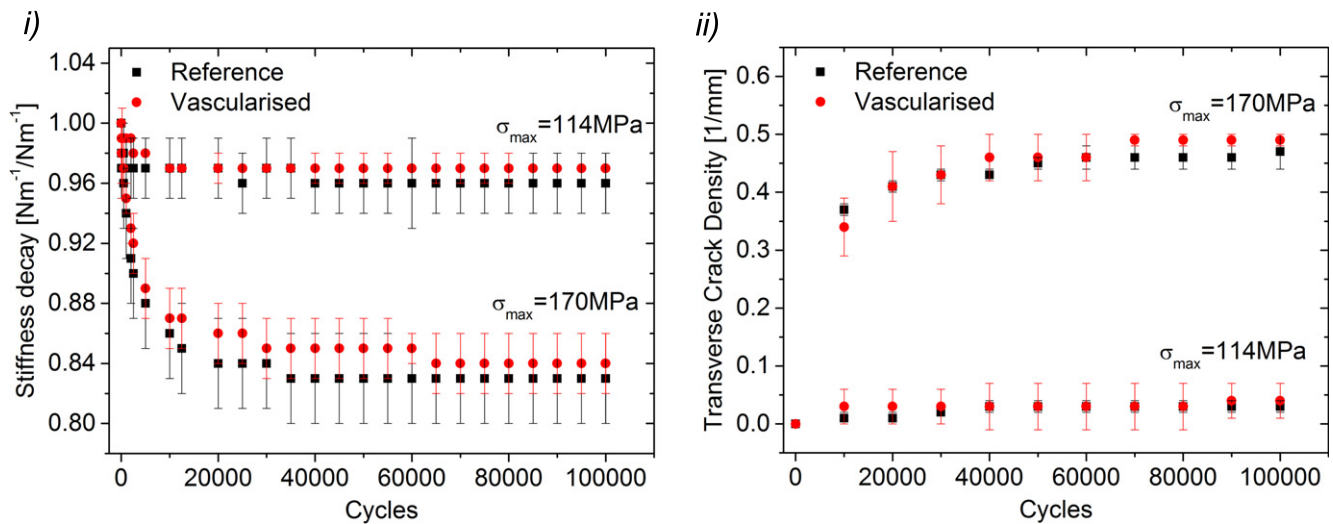 i)
1.04
1.00
0.96
0.92
0.88
0.84
0.80
Stiffness decay [Nm⁻¹/Nm⁻¹]
Reference
Vascularised
σmax=114MPa
σmax=170MPa
0 20000 40000 60000 80000 100000
Cycles
ii)
0.6
0.5
0.4
0.3
0.2
0.1
0.0
Transverse Crack Density [1/mm]
Reference
Vascularised
σmax=170MPa
σmax=114MPa
0 20000 40000 60000 80000 100000
Cycles